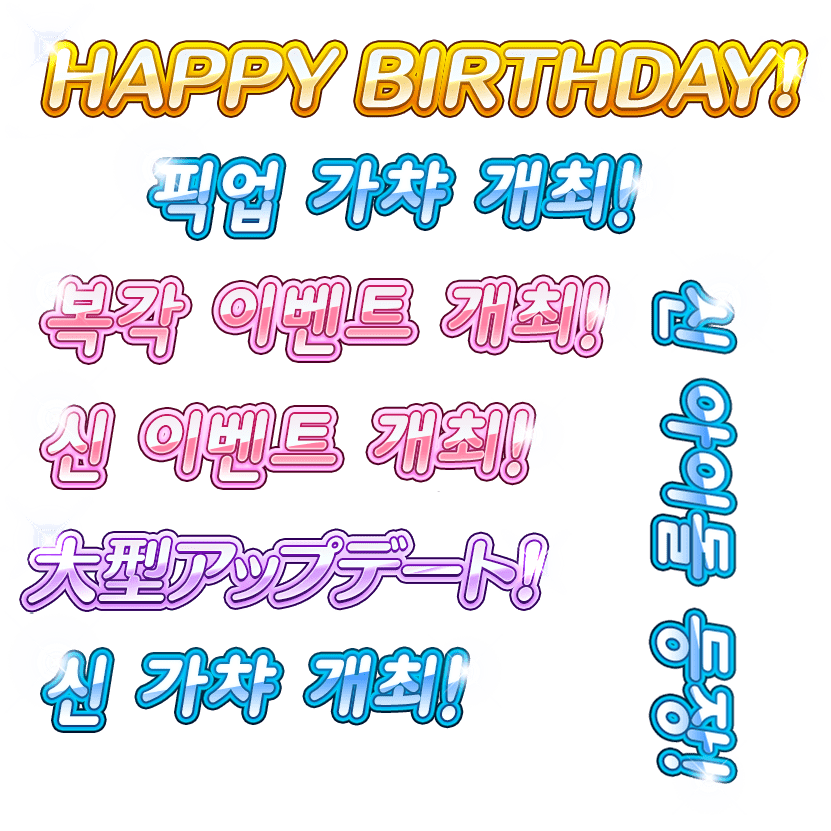 HAPPY BIRTHDAY!
픽업 가챠 개최!
복각 이벤트 개최!
신 이벤트 개최!
大型アップデート!
신 가챠 개최!
신 아이돌 등장!